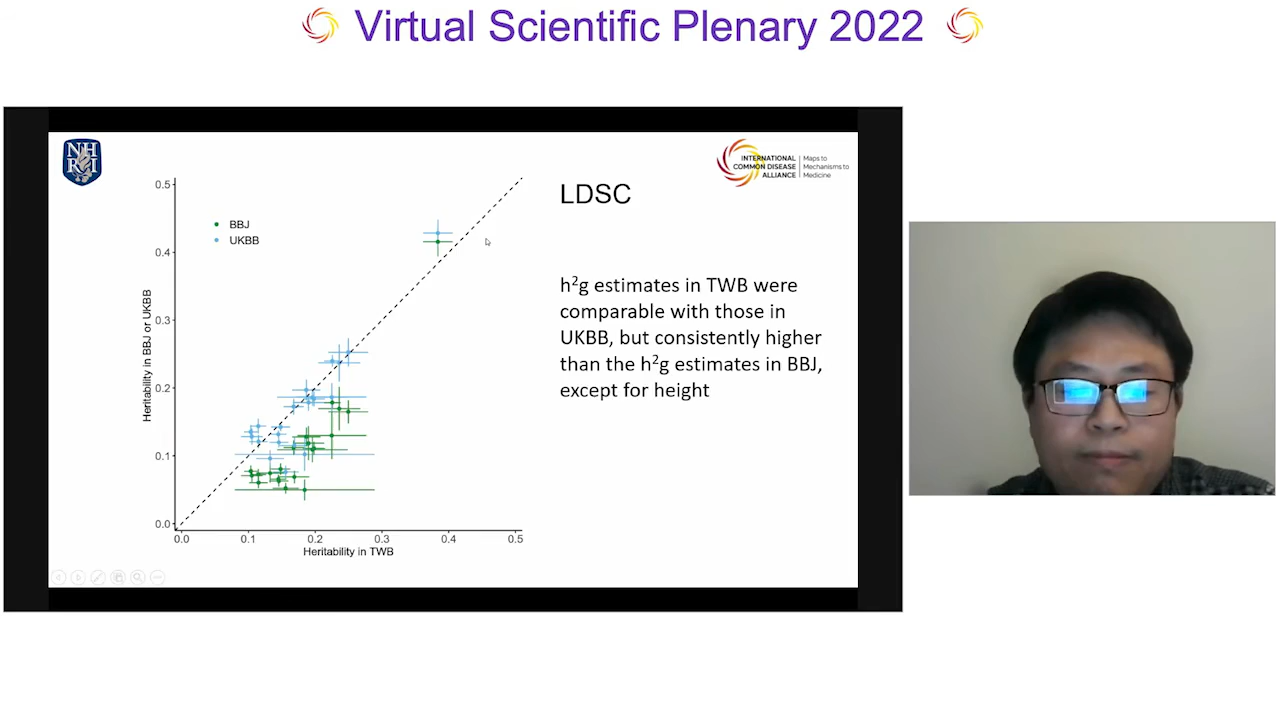 Virtual Scientific Plenary 2022
NH
RI
INTERNATIONAL
COMMON DISEASE
ALLIANCE
Maps to
Mechanisms to
Medicine
LDSC
h²g estimates in TWB were
comparable with those in
UKBB, but consistently higher
than the h²g estimates in BBJ,
except for height
BBJ
UKBB
Heritability in BBJ or UKBB
0.5
0.4
0.3
0.2
0.1
0.0
0.0 0.1 0.2 0.3 0.4 0.5
Heritability in TWB